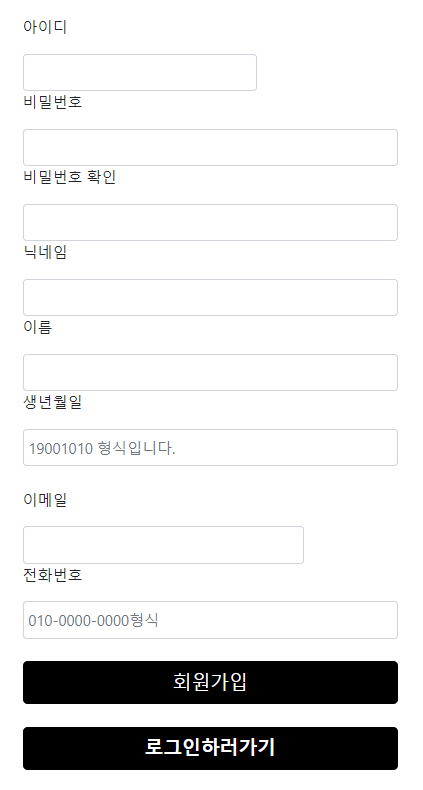 아이디
비밀번호
비밀번호 확인
닉네임
이름
생년월일
19001010 형식입니다.
이메일
전화번호
010-0000-0000형식
회원가입
로그인하러가기